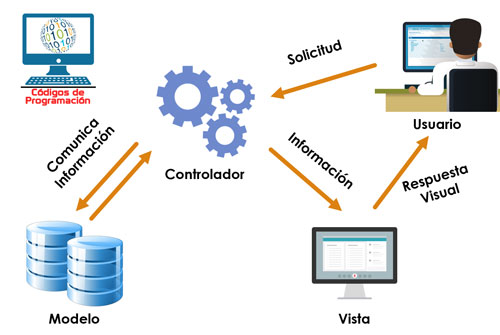 Códigos de
Programación
Solicitud
Usuario
Comunica
Información
Controlador
Información
Respuesta
Visual
Modelo
Vista